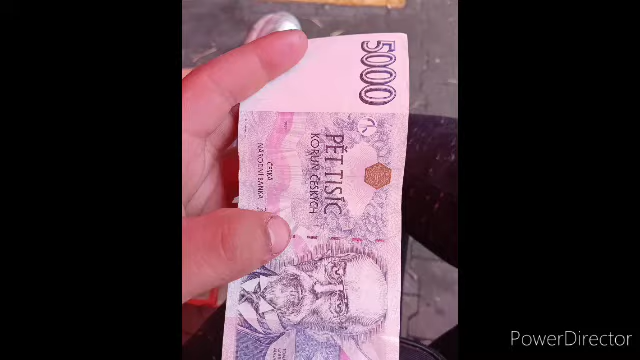 5000
PĚT TISÍC
KORUN ČESKÝCH
ČESKÁ
NÁRODNÍ BANKA
PowerDirector